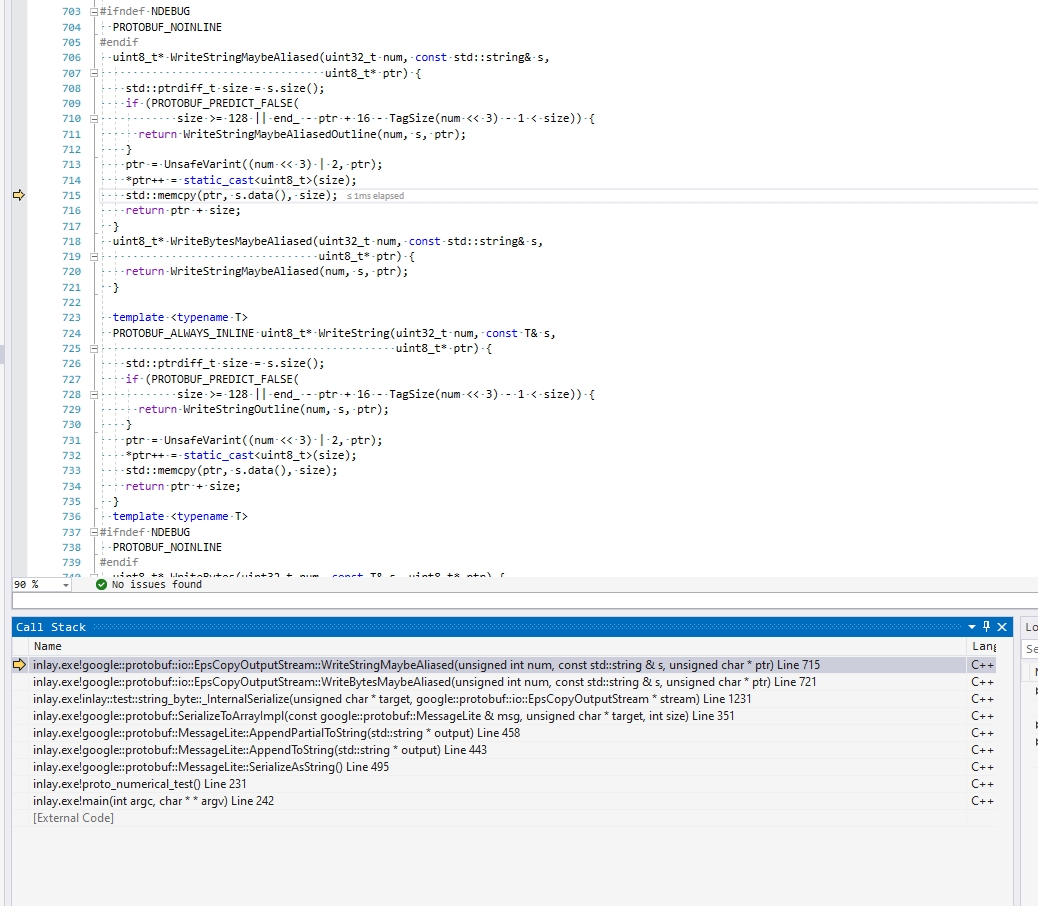 703 #ifndef NDEBUG
704 PROTOBUF_NOINLINE
705 #endif
706 uint8_t* WriteStringMaybeAliased(uint32_t num, const std::string& s,
707 uint8_t* ptr) {
708 std::ptrdiff_t size = s.size();
709 if (PROTOBUF_PREDICT_FALSE(
710 size >= 128 || end_ - ptr + 16 - TagSize(num << 3) - 1 < size)) {
711 return WriteStringMaybeAliasedOutline(num, s, ptr);
712 }
713 ptr = UnsafeVarint((num << 3) | 2, ptr);
714 *ptr++ = static_cast<uint8_t>(size);
715 std::memcpy(ptr, s.data(), size); ≤ 1ms elapsed
716 return ptr + size;
717 }
718 uint8_t* WriteBytesMaybeAliased(uint32_t num, const std::string& s,
719 uint8_t* ptr) {
720 return WriteStringMaybeAliased(num, s, ptr);
721 }
722
723 template <typename T>
724 PROTOBUF_ALWAYS_INLINE uint8_t* WriteString(uint32_t num, const T& s,
725 uint8_t* ptr) {
726 std::ptrdiff_t size = s.size();
727 if (PROTOBUF_PREDICT_FALSE(
728 size >= 128 || end_ - ptr + 16 - TagSize(num << 3) - 1 < size)) {
729 return WriteStringOutline(num, s, ptr);
730 }
731 ptr = UnsafeVarint((num << 3) | 2, ptr);
732 *ptr++ = static_cast<uint8_t>(size);
733 std::memcpy(ptr, s.data(), size);
734 return ptr + size;
735 }
736 template <typename T>
737 #ifndef NDEBUG
738 PROTOBUF_NOINLINE
739 #endif
740 uint8_t* WriteBytes(uint32_t num, const T& s, uint8_t* ptr) {
90 % No issues found
Call Stack
Name Lang
inlay.exe!google::protobuf::io::EpsCopyOutputStream::WriteStringMaybeAliased(unsigned int num, const std::string & s, unsigned char * ptr) Line 715 C++
inlay.exe!google::protobuf::io::EpsCopyOutputStream::WriteBytesMaybeAliased(unsigned int num, const std::string & s, unsigned char * ptr) Line 721 C++
inlay.exe!inlay::test::string_byte::_InternalSerialize(unsigned char * target, google::protobuf::io::EpsCopyOutputStream * stream) Line 1231 C++
inlay.exe!google::protobuf::SerializeToArrayImpl(const google::protobuf::MessageLite & msg, unsigned char * target, int size) Line 351 C++
inlay.exe!google::protobuf::MessageLite::AppendPartialToString(std::string * output) Line 458 C++
inlay.exe!google::protobuf::MessageLite::AppendToString(std::string * output) Line 443 C++
inlay.exe!google::protobuf::MessageLite::SerializeAsString() Line 495 C++
inlay.exe!proto_numerical_test() Line 231 C++
inlay.exe!main(int argc, char * * argv) Line 242 C++
[External Code]
Lo
Se